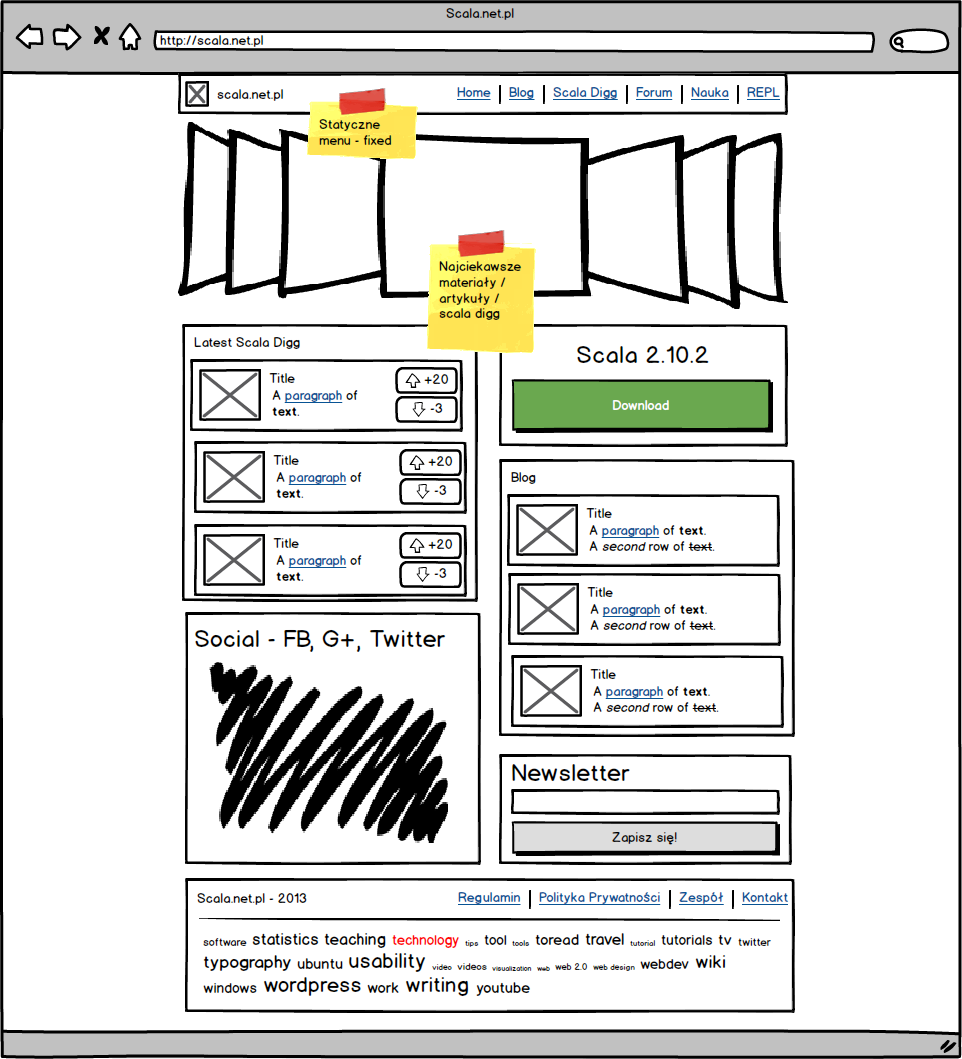 Scala.net.pl
http://scala.net.pl
scala.net.pl
Home | Blog | Scala Digg | Forum | Nauka | REPL
Statyczne
menu - fixed
Najciekawsze
materiały /
artykuły /
scala digg
Latest Scala Digg
Title
A paragraph of
text.
+20
-3
Title
A paragraph of
text.
+20
-3
Title
A paragraph of
text.
+20
-3
Social - FB, G+, Twitter
Scala 2.10.2
Download
Blog
Title
A paragraph of text.
A second row of text.
Title
A paragraph of text.
A second row of text.
Title
A paragraph of text.
A second row of text.
Newsletter
Zapisz się!
Scala.net.pl - 2013
Regulamin | Polityka Prywatności | Zespół | Kontakt
software statistics teaching technology tips tool tools toread travel tutorial tutorials tv twitter
typography ubuntu usability video videos visualization web web 2.0 web design webdev wiki
windows wordpress work writing youtube